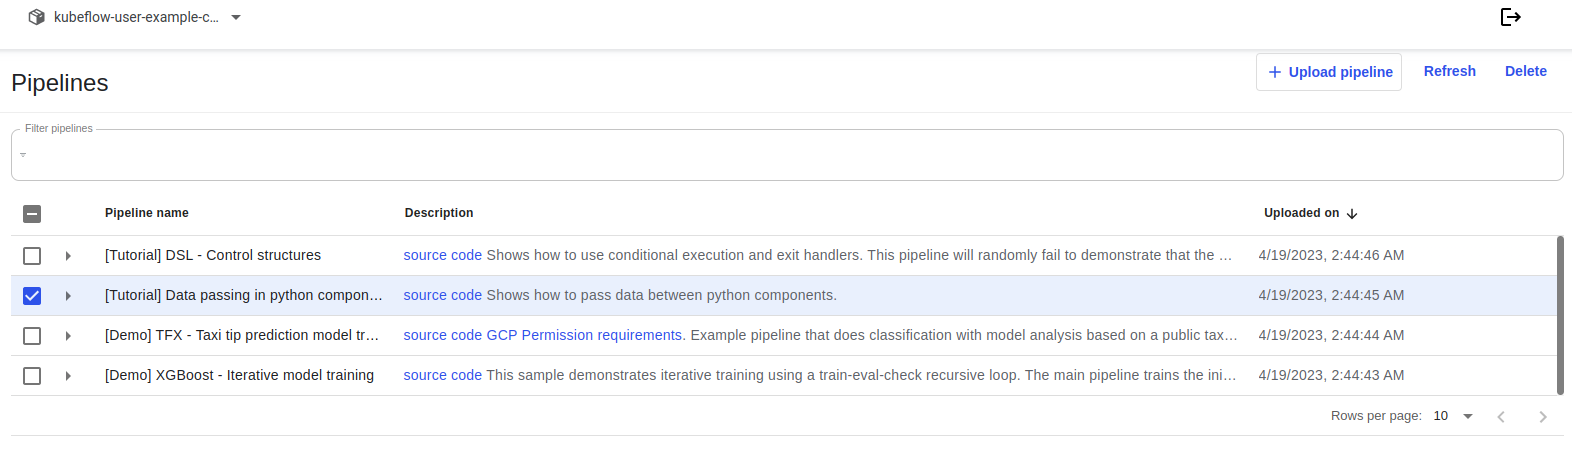 kubeflow-user-example-c...
Pipelines
+ Upload pipeline Refresh Delete
Filter pipelines
Pipeline name Description Uploaded on
[Tutorial] DSL - Control structures source code Shows how to use conditional execution and exit handlers. This pipeline will randomly fail to demonstrate that the ... 4/19/2023, 2:44:46 AM
[Tutorial] Data passing in python compon... source code Shows how to pass data between python components. 4/19/2023, 2:44:45 AM
[Demo] TFX - Taxi tip prediction model tr... source code GCP Permission requirements. Example pipeline that does classification with model analysis based on a public tax... 4/19/2023, 2:44:44 AM
[Demo] XGBoost - Iterative model training source code This sample demonstrates iterative training using a train-eval-check recursive loop. The main pipeline trains the ini... 4/19/2023, 2:44:43 AM
Rows per page: 10